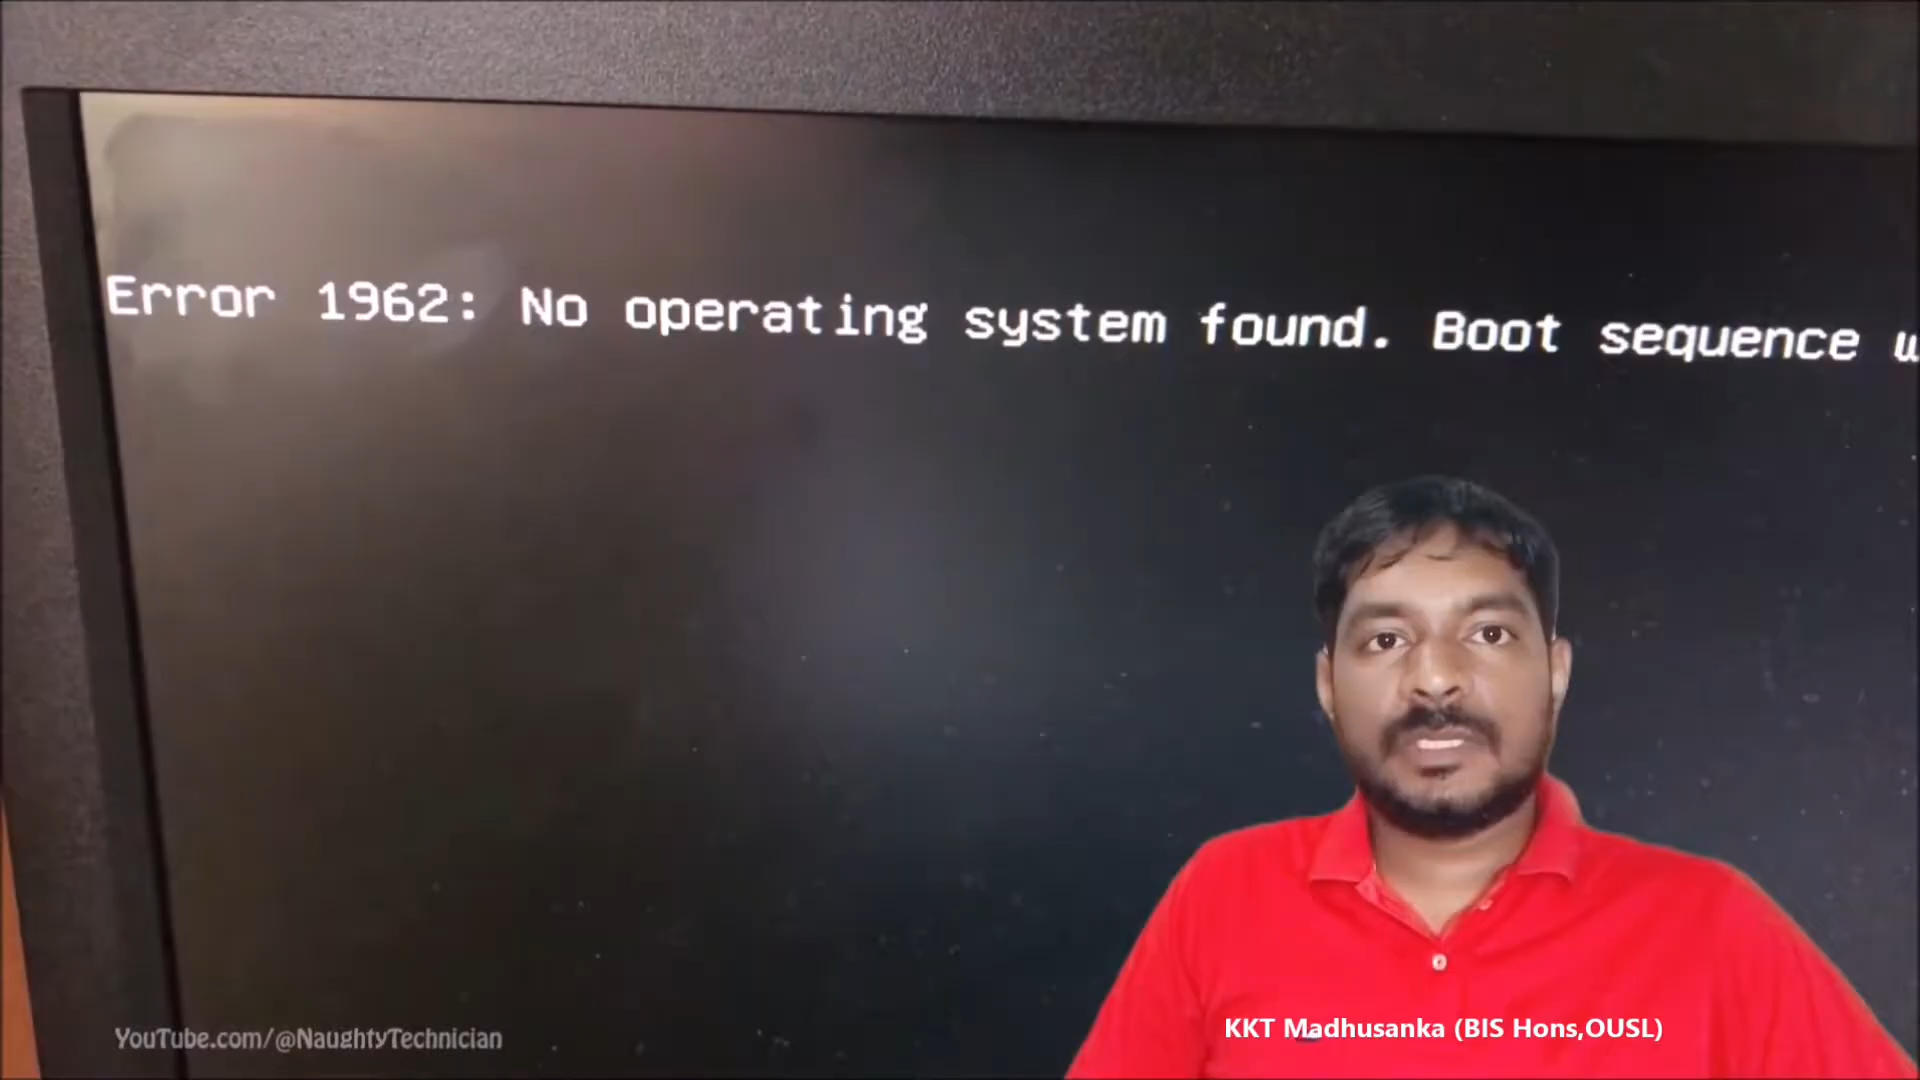 Error 1962: No operating system found. Boot sequence
YouTube.com/@NaughtyTechnician
KKT Madhusanka (BIS Hons,OUSL)